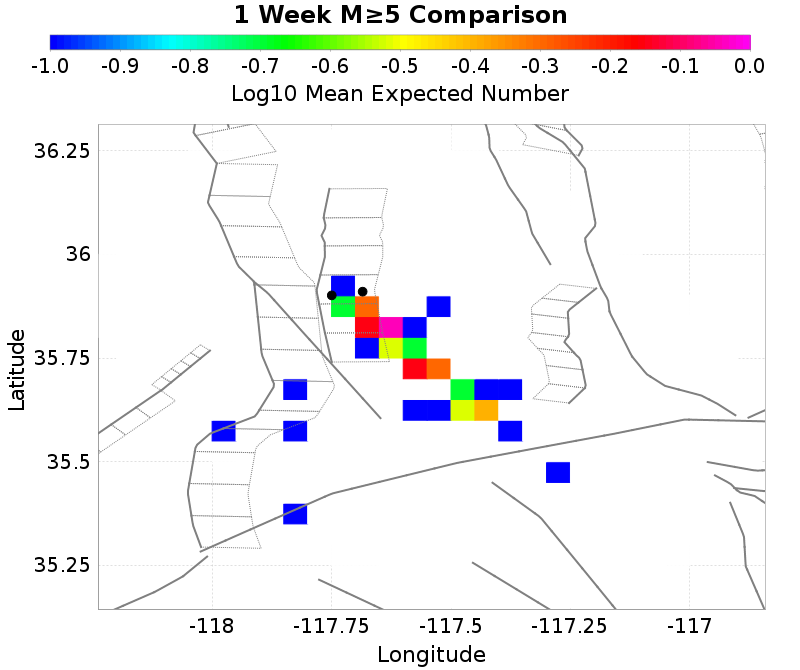 1 Week M≥5 Comparison
-1.0 -0.9 -0.8 -0.7 -0.6 -0.5 -0.4 -0.3 -0.2 -0.1 0.0
Log10 Mean Expected Number
36.25
36
35.75
35.5
35.25
Latitude
-118 -117.75 -117.5 -117.25 -117
Longitude